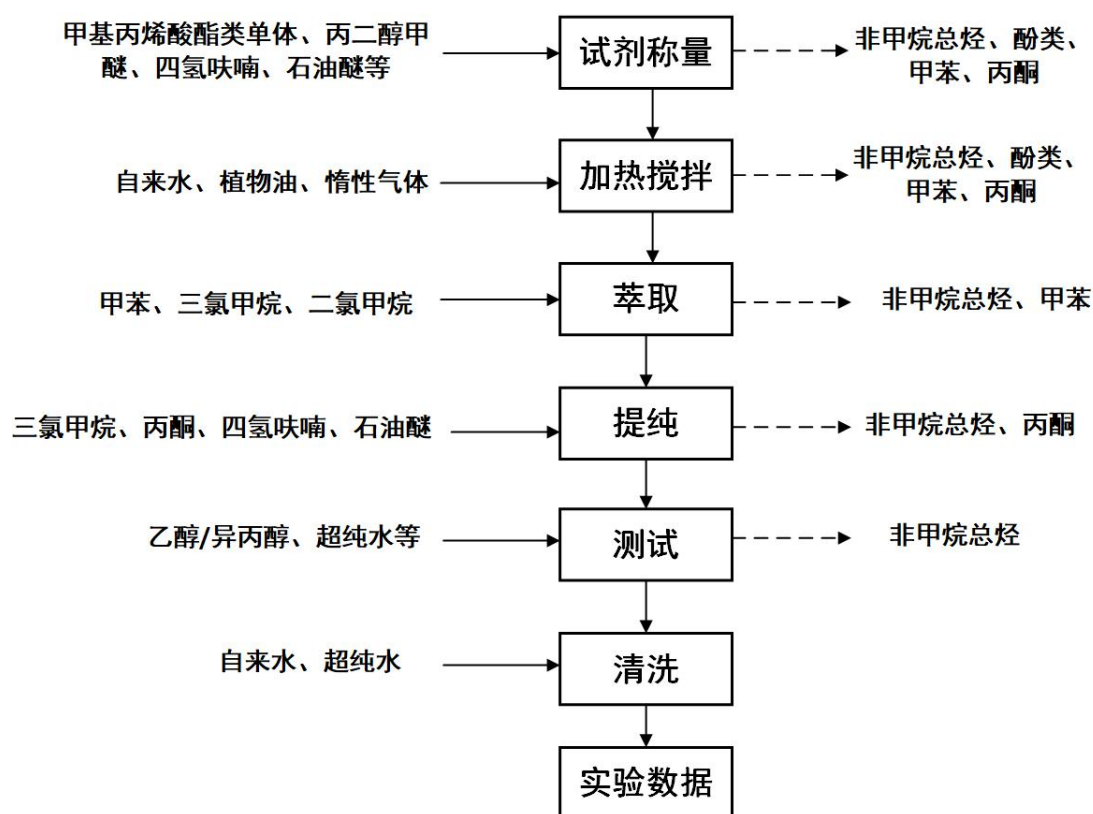 甲基丙烯酸酯类单体、丙二醇甲
醚、四氢呋喃、石油醚等
试剂称量
非甲烷总烃、酚类、
甲苯、丙酮
自来水、植物油、惰性气体
加热搅拌
非甲烷总烃、酚类、
甲苯、丙酮
甲苯、三氯甲烷、二氯甲烷
萃取
非甲烷总烃、甲苯
三氯甲烷、丙酮、四氢呋喃、石油醚
提纯
非甲烷总烃、丙酮
乙醇/异丙醇、超纯水等
测试
非甲烷总烃
自来水、超纯水
清洗
实验数据